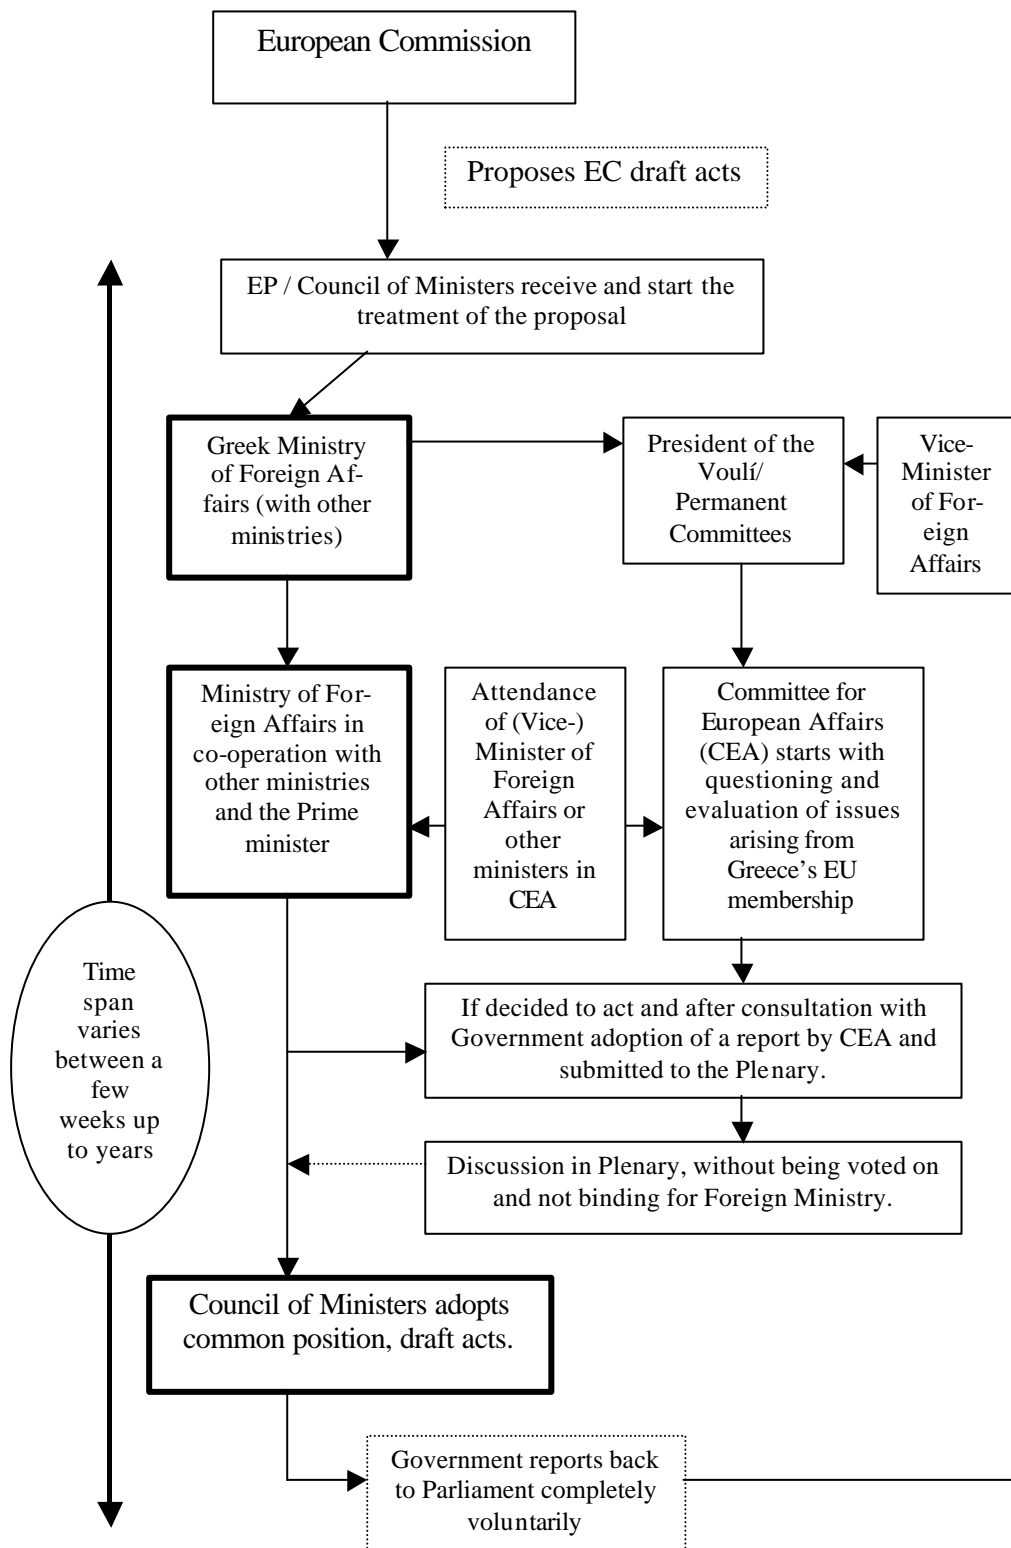 European Commission
Proposes EC draft acts
EP / Council of Ministers receive and start the
treatment of the proposal
Greek Ministry
of Foreign Af-
fairs (with other
ministries)
President of the
Voulí/
Permanent
Committees
Vice-
Minister
of For-
eign
Affairs
Ministry of For-
eign Affairs in
co-operation with
other ministries
and the Prime
minister
Attendance
of (Vice-)
Minister of
Foreign
Affairs or
other
ministers in
CEA
Committee for
European Affairs
(CEA) starts with
questioning and
evaluation of issues
arising from
Greece's EU
membership
Time
span
varies
between a
few
weeks up
to years
If decided to act and after consultation with
Government adoption of a report by CEA and
submitted to the Plenary.
Discussion in Plenary, without being voted on
and not binding for Foreign Ministry.
Council of Ministers adopts
common position, draft acts.
Government reports back
to Parliament completely
voluntarily